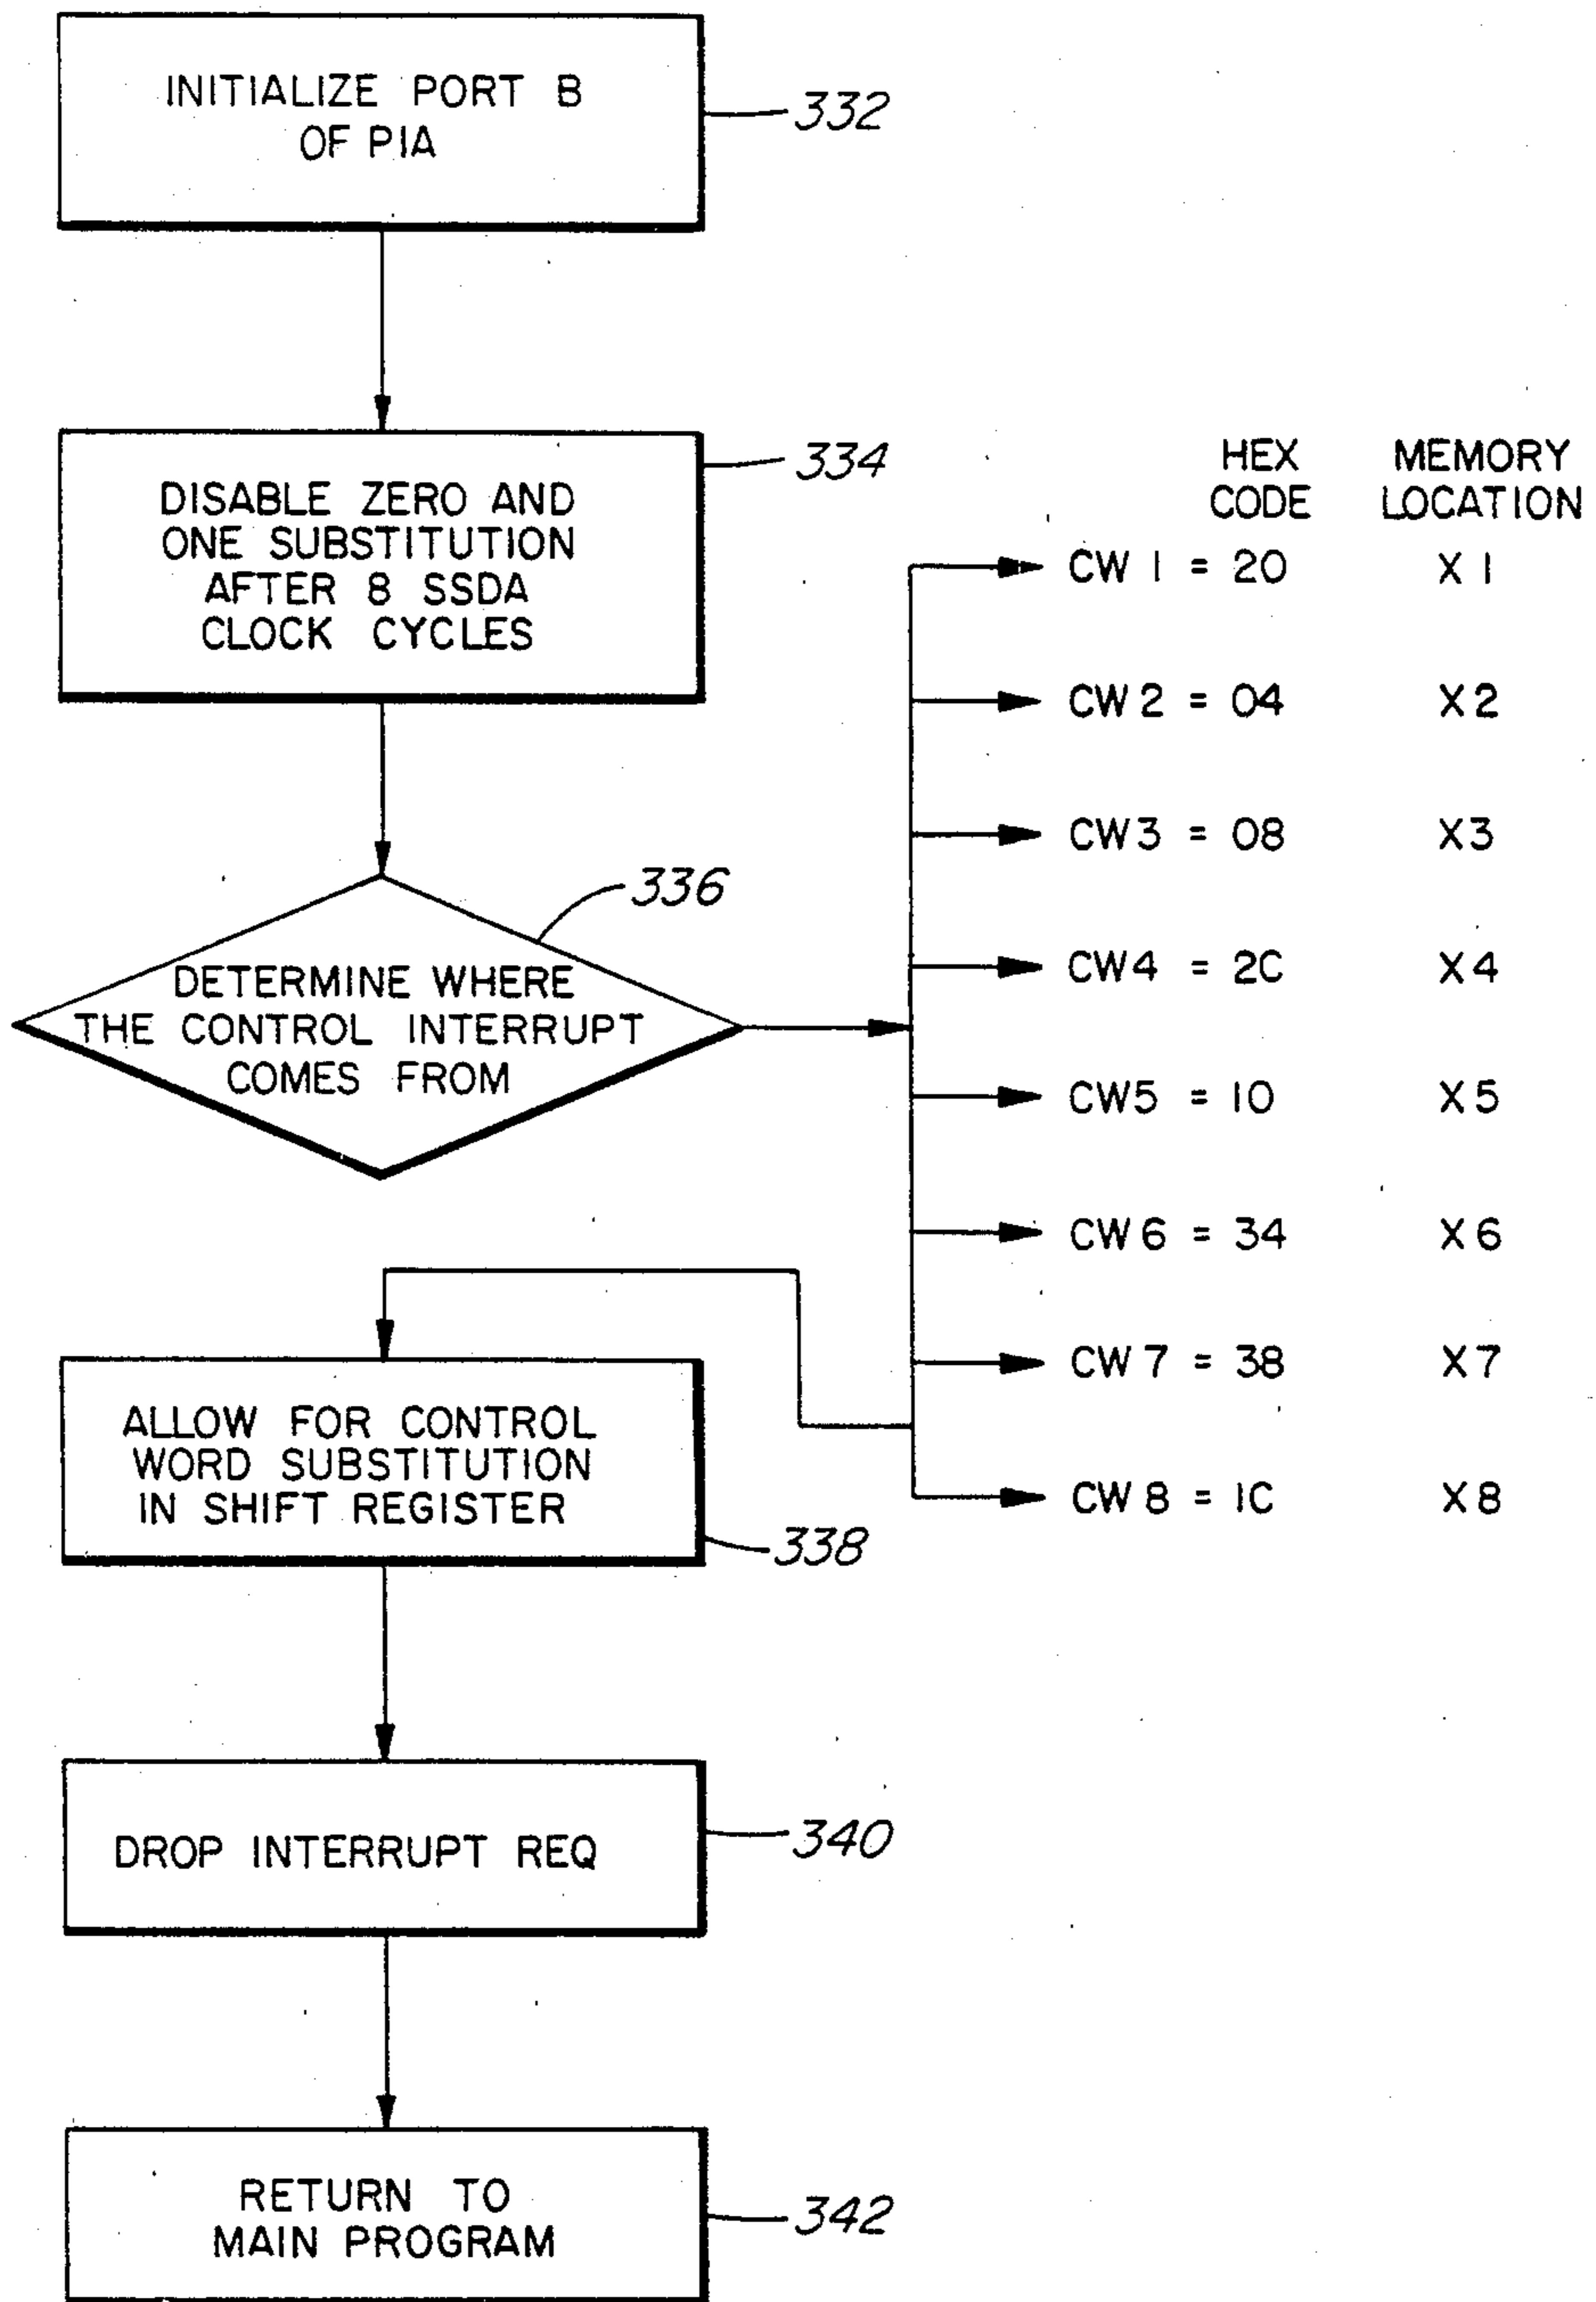 INITIALIZE PORT B
OF PIA
332
DISABLE ZERO AND
ONE SUBSTITUTION
AFTER 8 SSDA
CLOCK CYCLES
334
DETERMINE WHERE
THE CONTROL INTERRUPT
COMES FROM
336
HEX MEMORY
CODE LOCATION
CW 1 = 20 X 1
CW 2 = 04 X 2
CW 3 = 08 X 3
CW 4 = 2C X 4
CW 5 = 10 X 5
CW 6 = 34 X 6
CW 7 = 38 X 7
CW 8 = 1C X 8
ALLOW FOR CONTROL
WORD SUBSTITUTION
IN SHIFT REGISTER
338
DROP INTERRUPT REQ
340
RETURN TO
MAIN PROGRAM
342